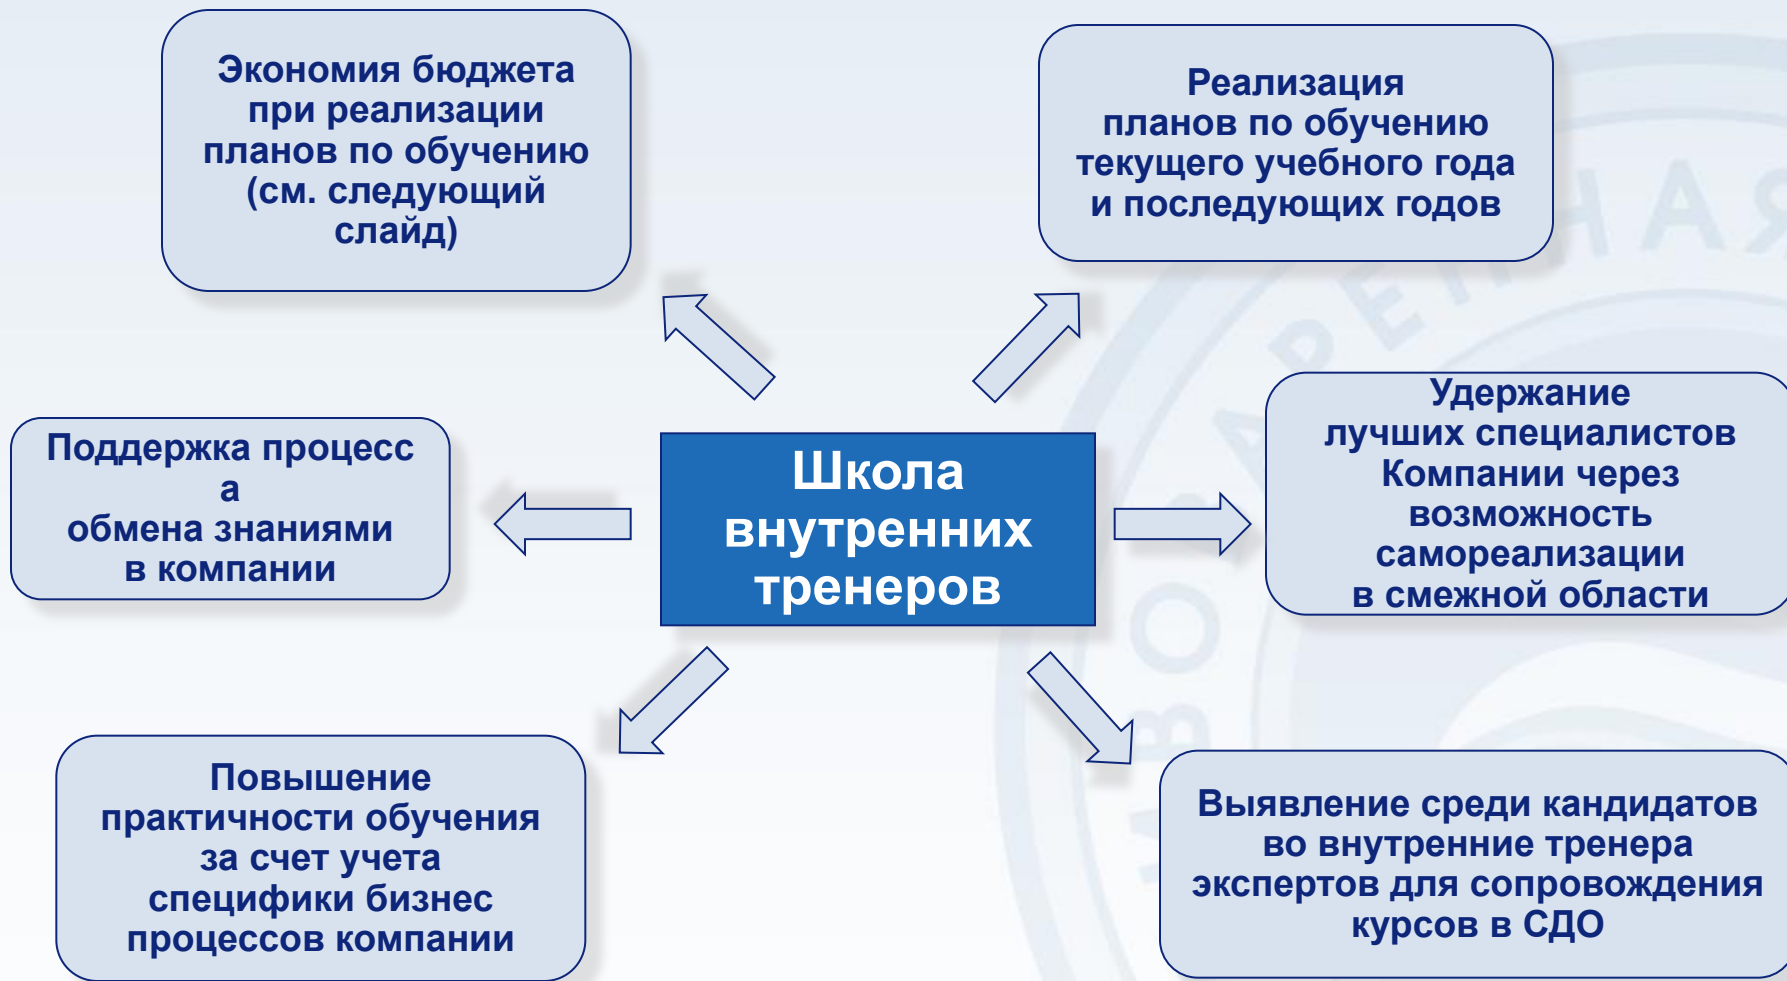 Экономия бюджета
при реализации
планов по обучению
(см. следующий
слайд)
Реализация
планов по обучению
текущего учебного года
и последующих годов
Поддержка процесс
а
обмена знаниями
в компании
Школа
внутренних
тренеров
Удержание
лучших специалистов
Компании через
возможность
самореализации
в смежной области
Повышение
практичности обучения
за счет учета
специфики бизнес
процессов компании
Выявление среди кандидатов
во внутренние тренера
экспертов для сопровождения
курсов в СДО